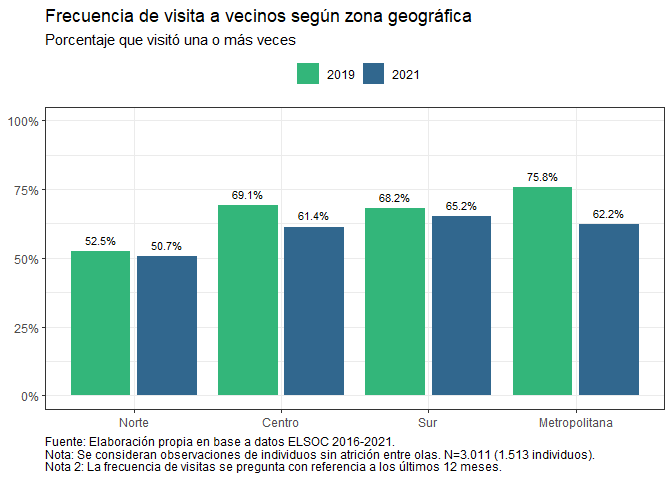 Frecuencia de visita a vecinos según zona geográfica
Porcentaje que visitó una o más veces
2019 2021
100%
75%
50%
25%
0%
52.5% 50.7% 69.1% 61.4% 68.2% 65.2% 75.8% 62.2%
Norte Centro Sur Metropolitana
Fuente: Elaboración propia en base a datos ELSOC 2016-2021.
Nota: Se consideran observaciones de individuos sin atrición entre olas. N=3.011 (1.513 individuos).
Nota 2: La frecuencia de visitas se pregunta con referencia a los últimos 12 meses.